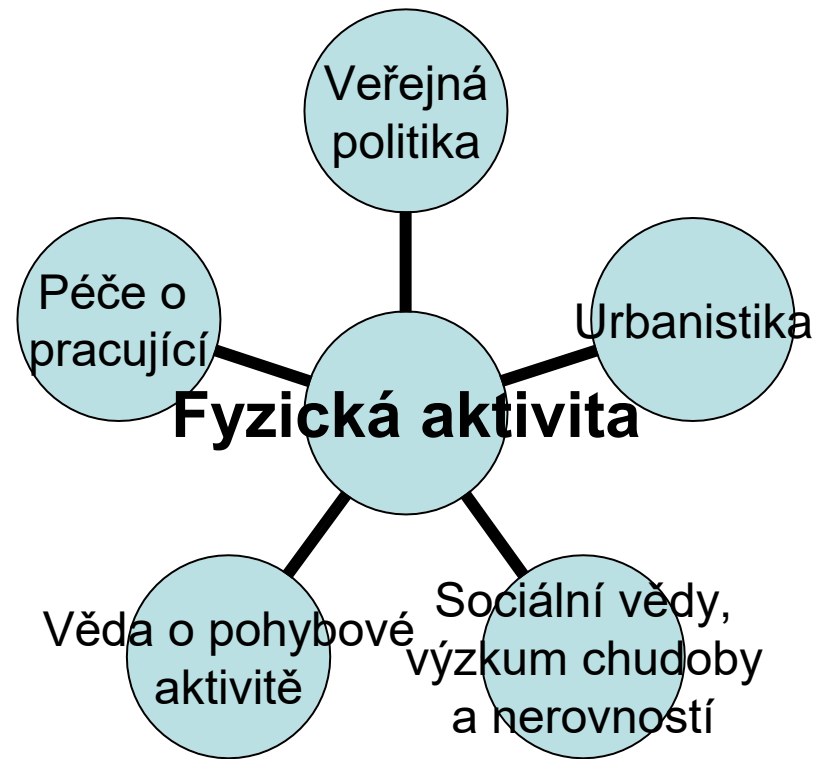 Veřejná
politika
Péče o
pracující
Urbanistika
Fyzická aktivita
Věda o pohybové
aktivitě
Sociální vědy,
výzkum chudoby
a nerovností